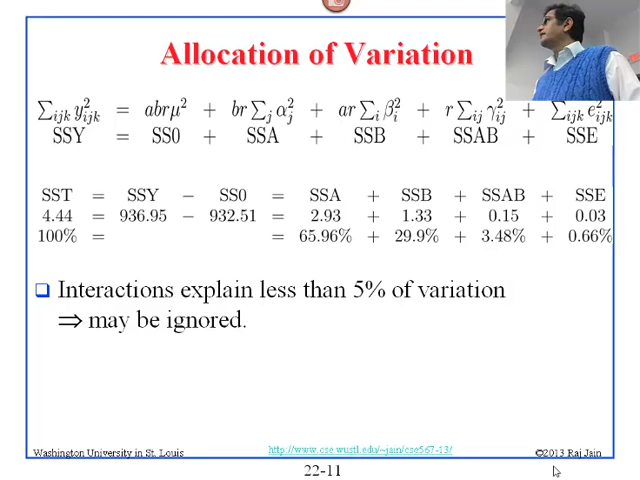 Allocation of Variation
∑ijk y²ijk = abrμ² + br∑j α²j + ar∑i β²i + r∑ij γ²ij + ∑ijk e²ijk
SSY = SS0 + SSA + SSB + SSAB + SSE
SST = SSY − SS0 = SSA + SSB + SSAB + SSE
4.44 = 936.95 − 932.51 = 2.93 + 1.33 + 0.15 + 0.03
100% = = 65.96% + 29.9% + 3.48% + 0.66%
❑ Interactions explain less than 5% of variation
⇒ may be ignored.
Washington University in St. Louis http://www.cse.wustl.edu/~jain/cse567-13/ ©2013 Raj Jain
22-11